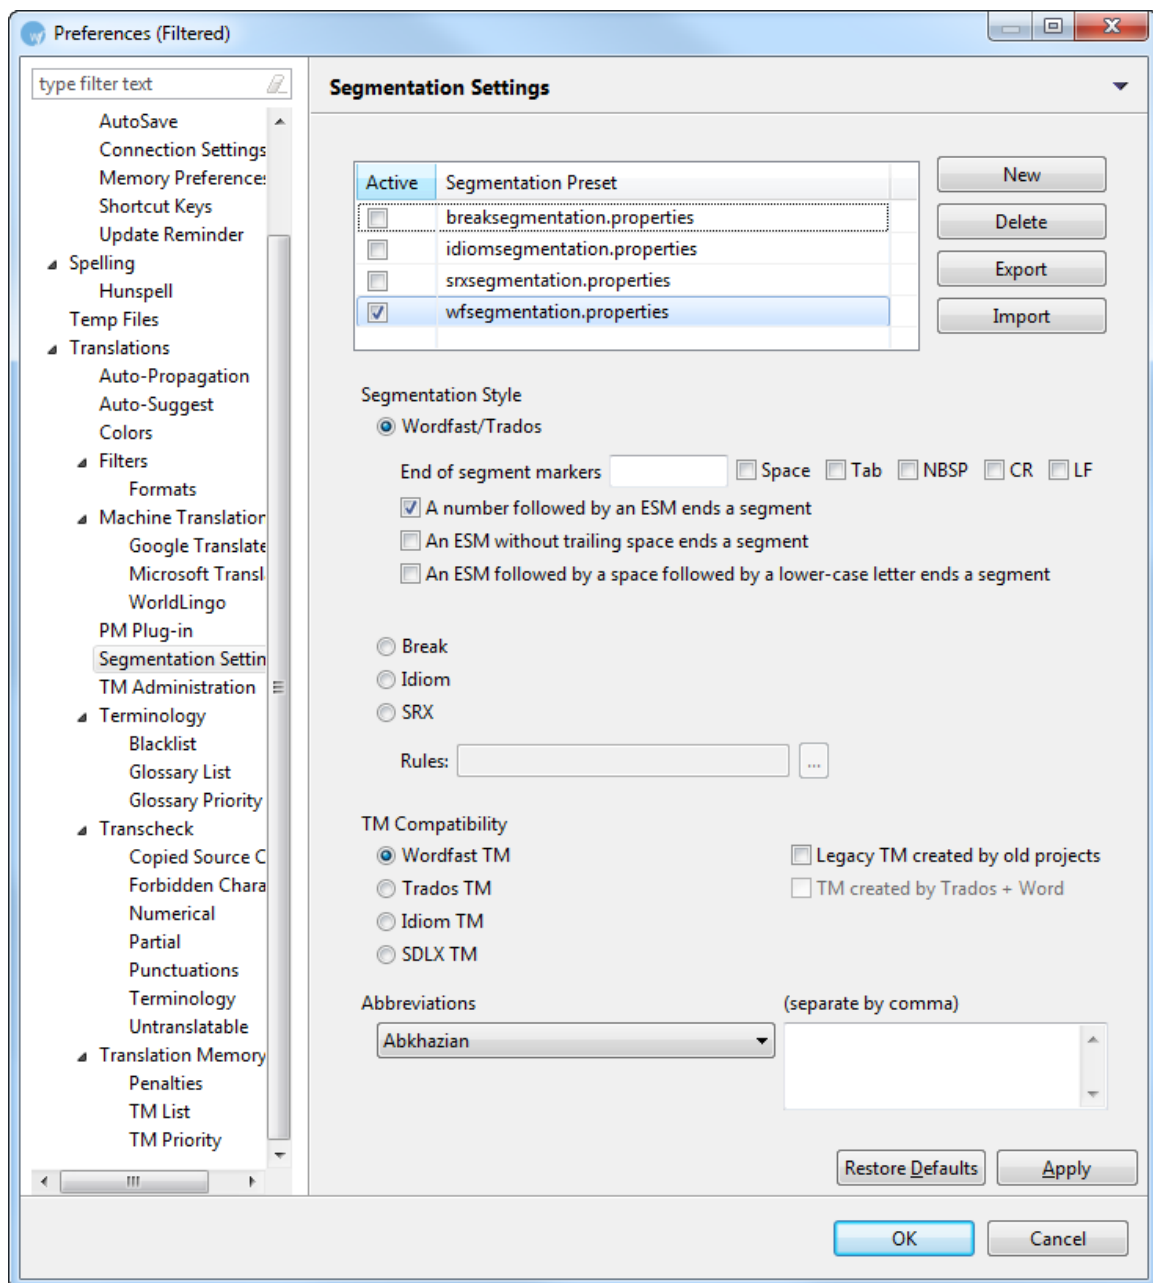 Preferences (Filtered)
type filter text
AutoSave
Connection Settings
Memory Preference
Shortcut Keys
Update Reminder
Spelling
Hunspell
Temp Files
Translations
Auto-Propagation
Auto-Suggest
Colors
Filters
Formats
Machine Translation
Google Translate
Microsoft Transl
WorldLingo
PM Plug-in
Segmentation Settin
TM Administration
Terminology
Blacklist
Glossary List
Glossary Priority
Transcheck
Copied Source C
Forbidden Chara
Numerical
Partial
Punctuations
Terminology
Untranslatable
Translation Memory
Penalties
TM List
TM Priority
Segmentation Settings
Active Segmentation Preset
breaksegmentation.properties
idiomsegmentation.properties
srxsegmentation.properties
wfsegmentation.properties
New
Delete
Export
Import
Segmentation Style
Wordfast/Trados
End of segment markers Space Tab NBSP CR LF
A number followed by an ESM ends a segment
An ESM without trailing space ends a segment
An ESM followed by a space followed by a lower-case letter ends a segment
Break
Idiom
SRX
Rules: ...
TM Compatibility
Wordfast TM Legacy TM created by old projects
Trados TM TM created by Trados + Word
Idiom TM
SDLX TM
Abbreviations (separate by comma)
Abkhazian
Restore Defaults Apply
OK Cancel